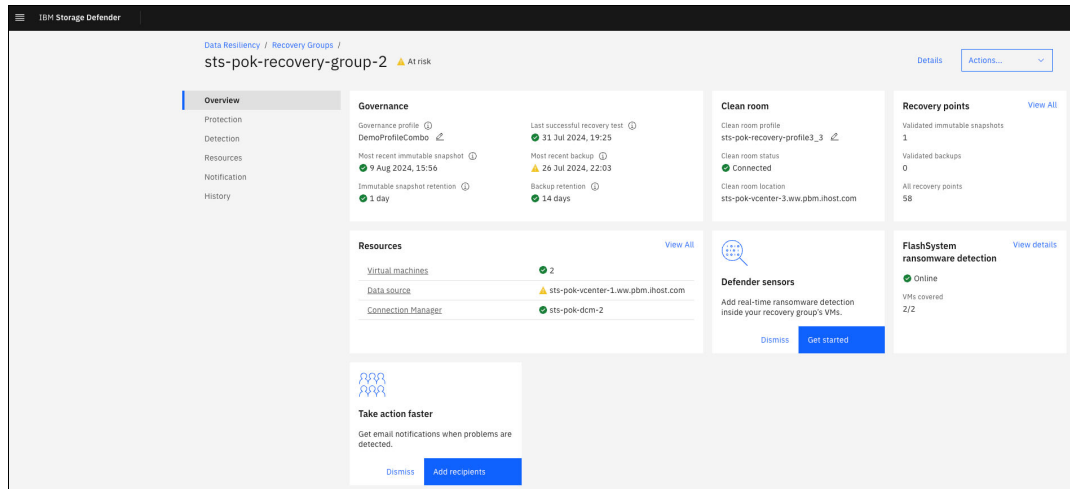 IBM Storage Defender
Data Resiliency / Recovery Groups /
sts-pok-recovery-group-2
At risk
Details
Actions...
Overview
Protection
Detection
Resources
Notification
History
Governance
Governance profile
DemoProfileCombo
Last successful recovery test
31 Jul 2024, 19:25
Most recent immutable snapshot
9 Aug 2024, 15:56
Most recent backup
26 Jul 2024, 22:03
Immutable snapshot retention
1 day
Backup retention
14 days
Clean room
Clean room profile
sts-pok-recovery-profile3_3
Clean room status
Connected
Clean room location
sts-pok-vcenter-3.ww.pbm.ihost.com
Recovery points
View All
Validated immutable snapshots
1
Validated backups
0
All recovery points
58
Resources
View All
Virtual machines
2
Data source
sts-pok-vcenter-1.ww.pbm.ihost.com
Connection Manager
sts-pok-dcm-2
Defender sensors
Add real-time ransomware detection
inside your recovery group's VMs.
Dismiss
Get started
FlashSystem
ransomware detection
View details
Online
VMs covered
2/2
Take action faster
Get email notifications when problems are
detected.
Dismiss
Add recipients